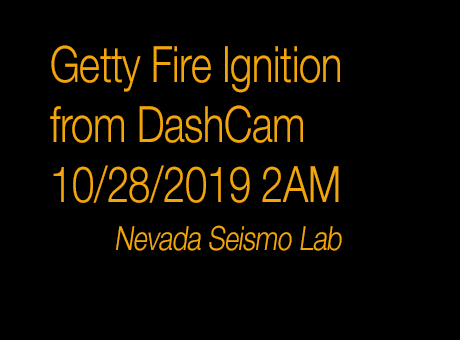 Getty Fire Ignition
from DashCam
10/28/2019 2AM
Nevada Seismo Lab